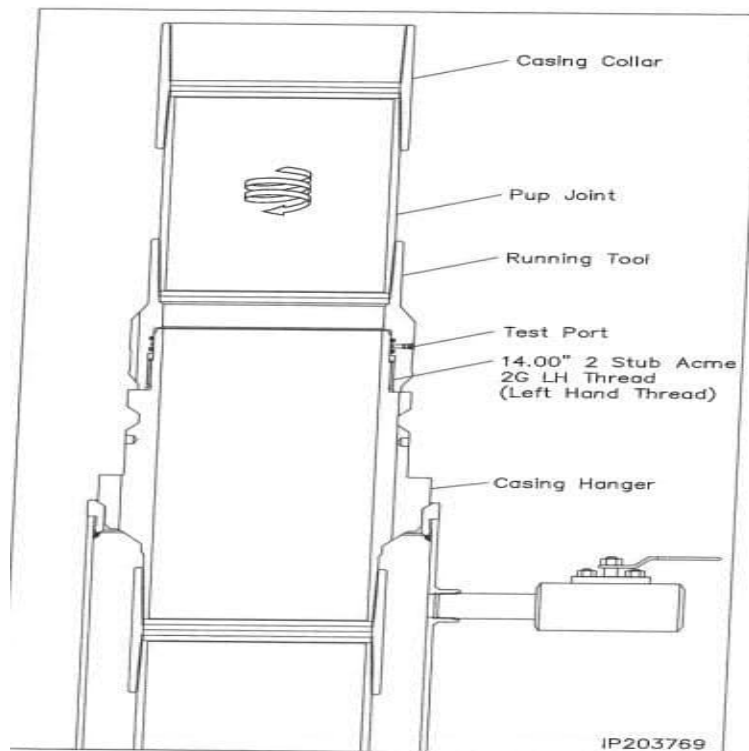 Casing Collar
Pup Joint
Running Tool
Test Port
14.00" 2 Stub Acme
2G LH Thread
(Left Hand Thread)
Casing Hanger
IP203769